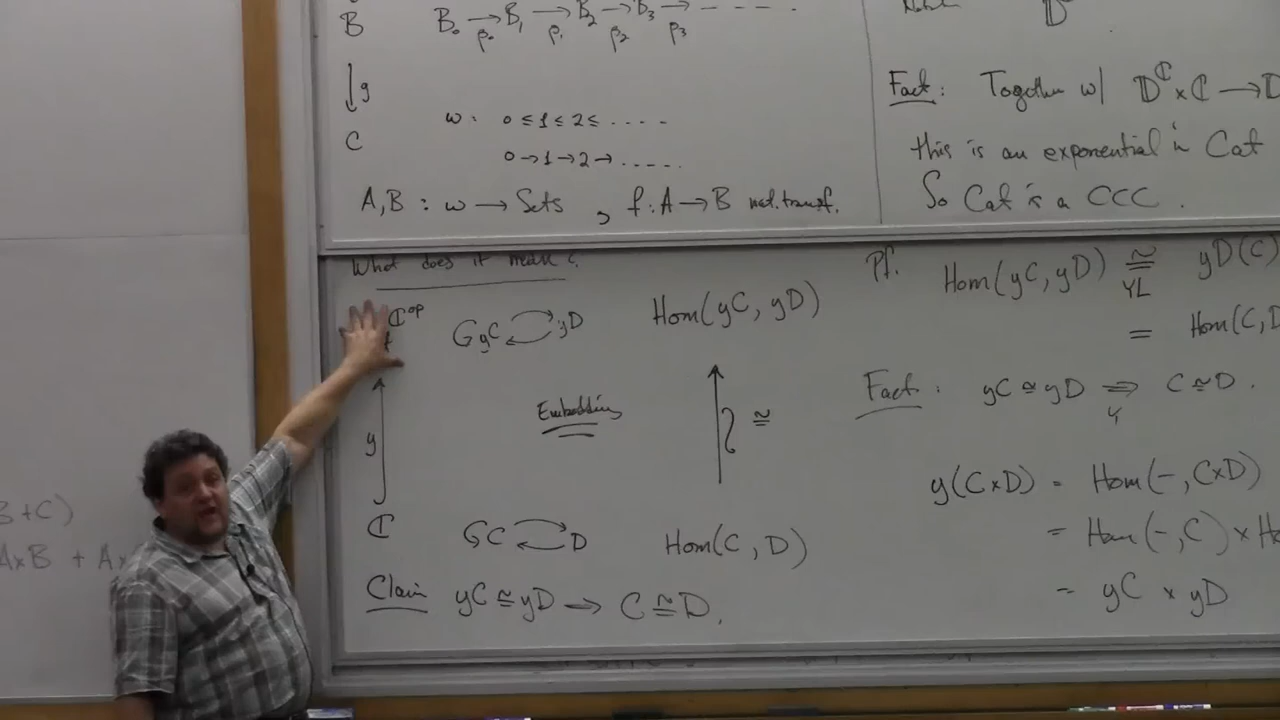 B B₀ → B₁ → B₂ → B₃ → - - - - .
β₀ β₁ β₂ β₃
↓ g
C
ω : 0 ≤ 1 ≤ 2 ≤ . . . . -
0 → 1 → 2 → . . . . .
A, B : ω → Sets , f : A → B nat. transf.
𝔻
Fact : Together w/ 𝔻^ℂ × ℂ → 𝔻
this is an exponential in Cat
So Cat is a CCC .
What does it mean ?
ℂ^op
G yC ⇄ yD Hom(yC, yD)
y Embedding ≅
ℂ GC ⇄ D Hom(C, D)
Claim yC ≅ yD → C ≅ D .
Pf. Hom(yC, yD) ≅ yD(C)
YL
= Hom(C, D
Fact : yC ≅ yD ⇒ C ≅ D .
y(C×D) = Hom(-, C×D)
= Hom(-, C) × Ho
= yC × yD
B + C)
A×B + A×